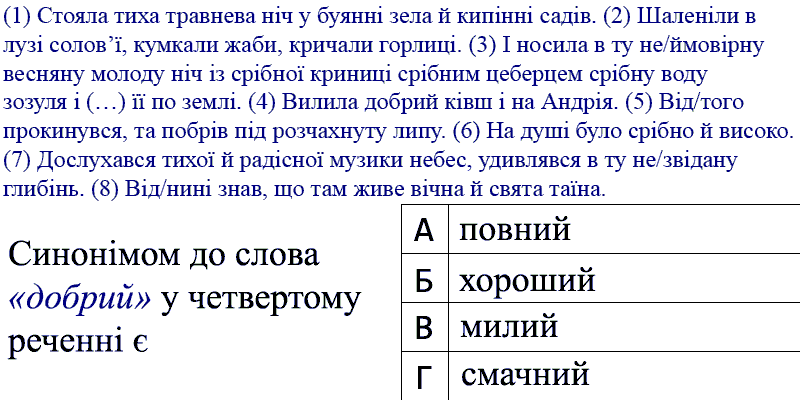 (1) Стояла тиха травнева ніч у буянні зела й кипінні садів. (2) Шаленіли в
лузі солов’ї, кумкали жаби, кричали горлиці. (3) І носила в ту не/ймовірну
весняну молоду ніч із срібної криниці срібним цеберцем срібну воду
зозуля і (…) її по землі. (4) Вилила добрий ківш і на Андрія. (5) Від/того
прокинувся, та побрів під розчахнуту липу. (6) На душі було срібно й високо.
(7) Дослухався тихої й радісної музики небес, удивлявся в ту не/звідану
глибінь. (8) Від/нині знав, що там живе вічна й свята таїна.
Синонімом до слова
«добрий» у четвертому
реченні є
А повний
Б хороший
В милий
Г смачний